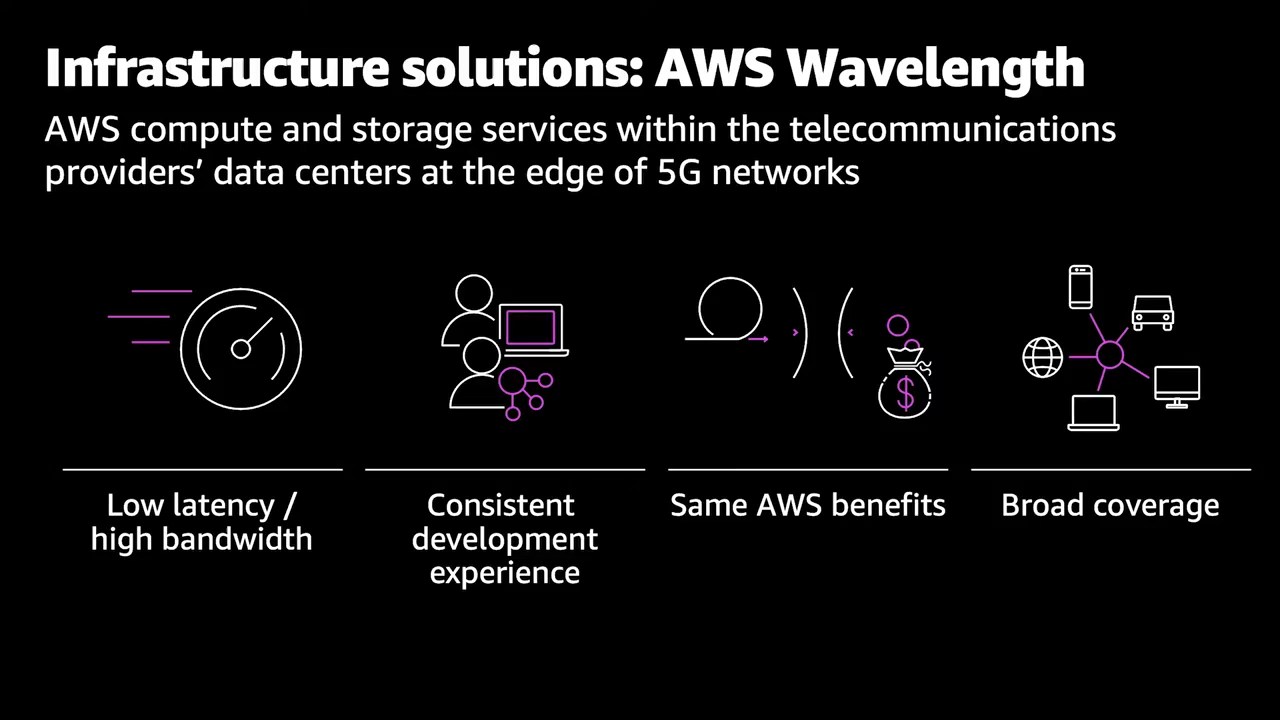 Infrastructure solutions: AWS Wavelength
AWS compute and storage services within the telecommunications
providers’ data centers at the edge of 5G networks
$
Low latency /
high bandwidth
Consistent
development
experience
Same AWS benefits
Broad coverage